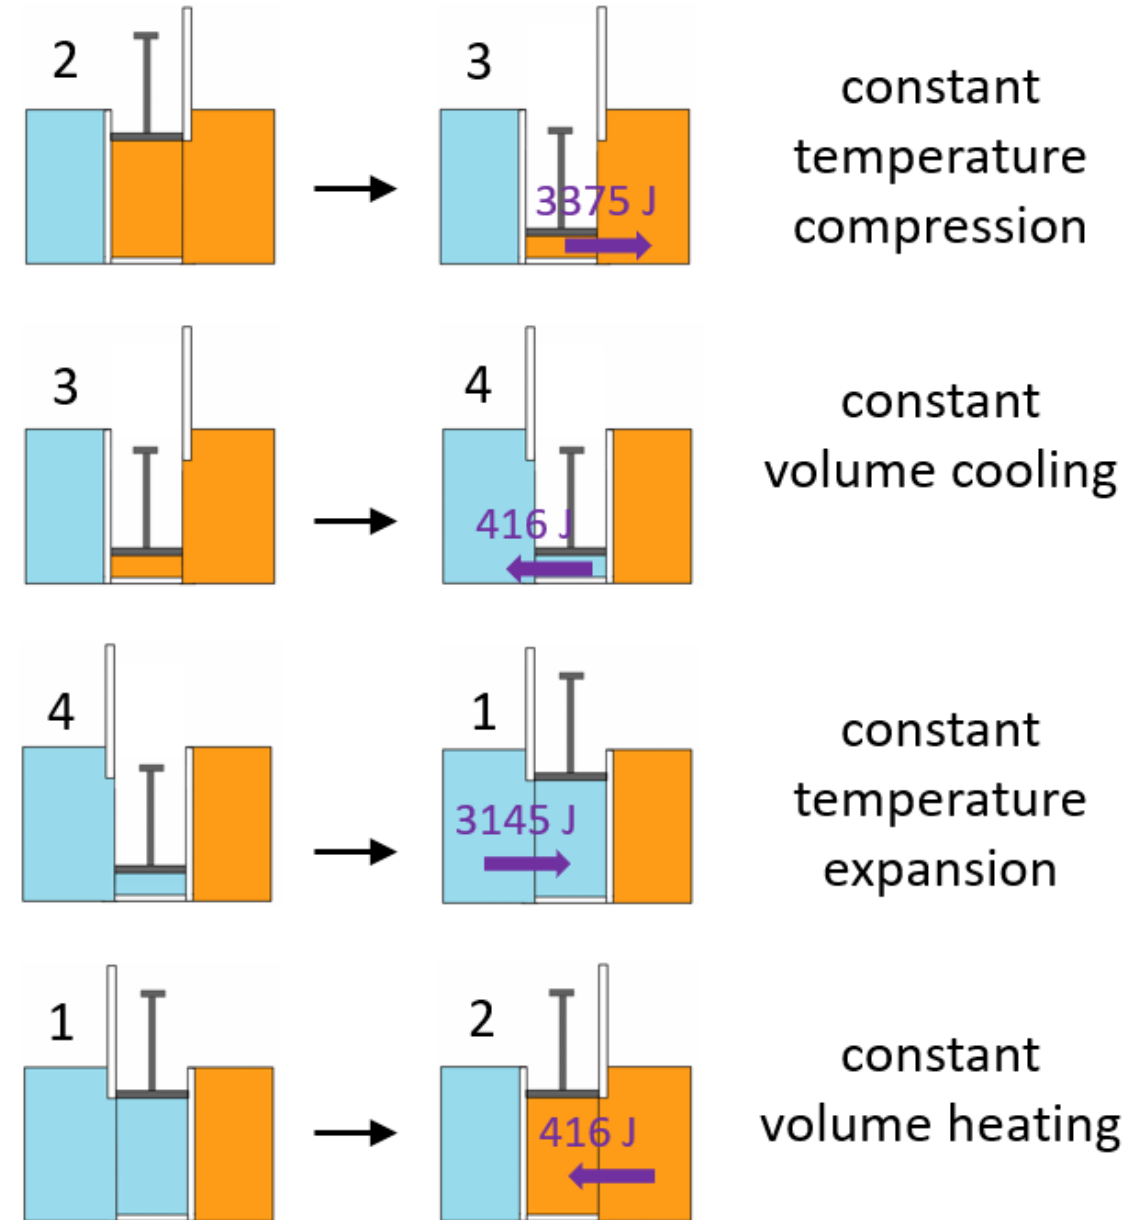 2
3
3375 J
constant
temperature
compression
3
4
416 J
constant
volume cooling
4
1
3145 J
constant
temperature
expansion
1
2
416 J
constant
volume heating